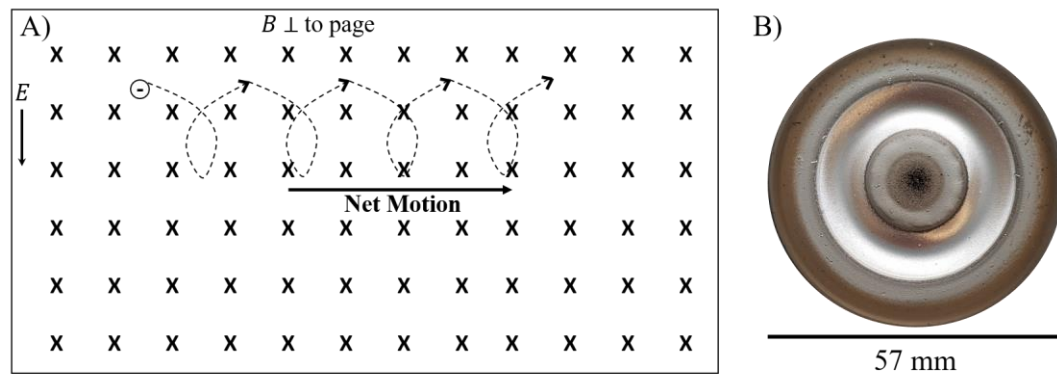 A)
B ⊥ to page
X X X X X X X X X X X X
E
X X X X X X X X X X X X
-
X X X X X X X X X X X X
Net Motion
X X X X X X X X X X X X
X X X X X X X X X X X X
X X X X X X X X X X X X
B)
57 mm